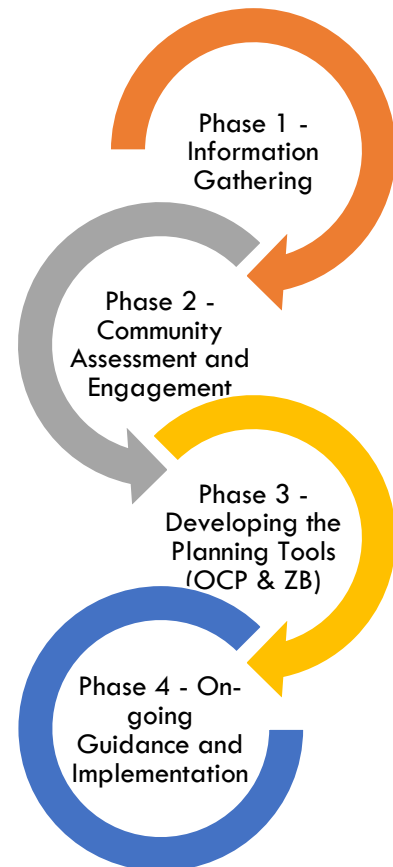 Phase 1 -
Information
Gathering
Phase 2 -
Community
Assessment and
Engagement
Phase 3 -
Developing the
Planning Tools
(OCP & ZB)
Phase 4 - On-
going
Guidance and
Implementation